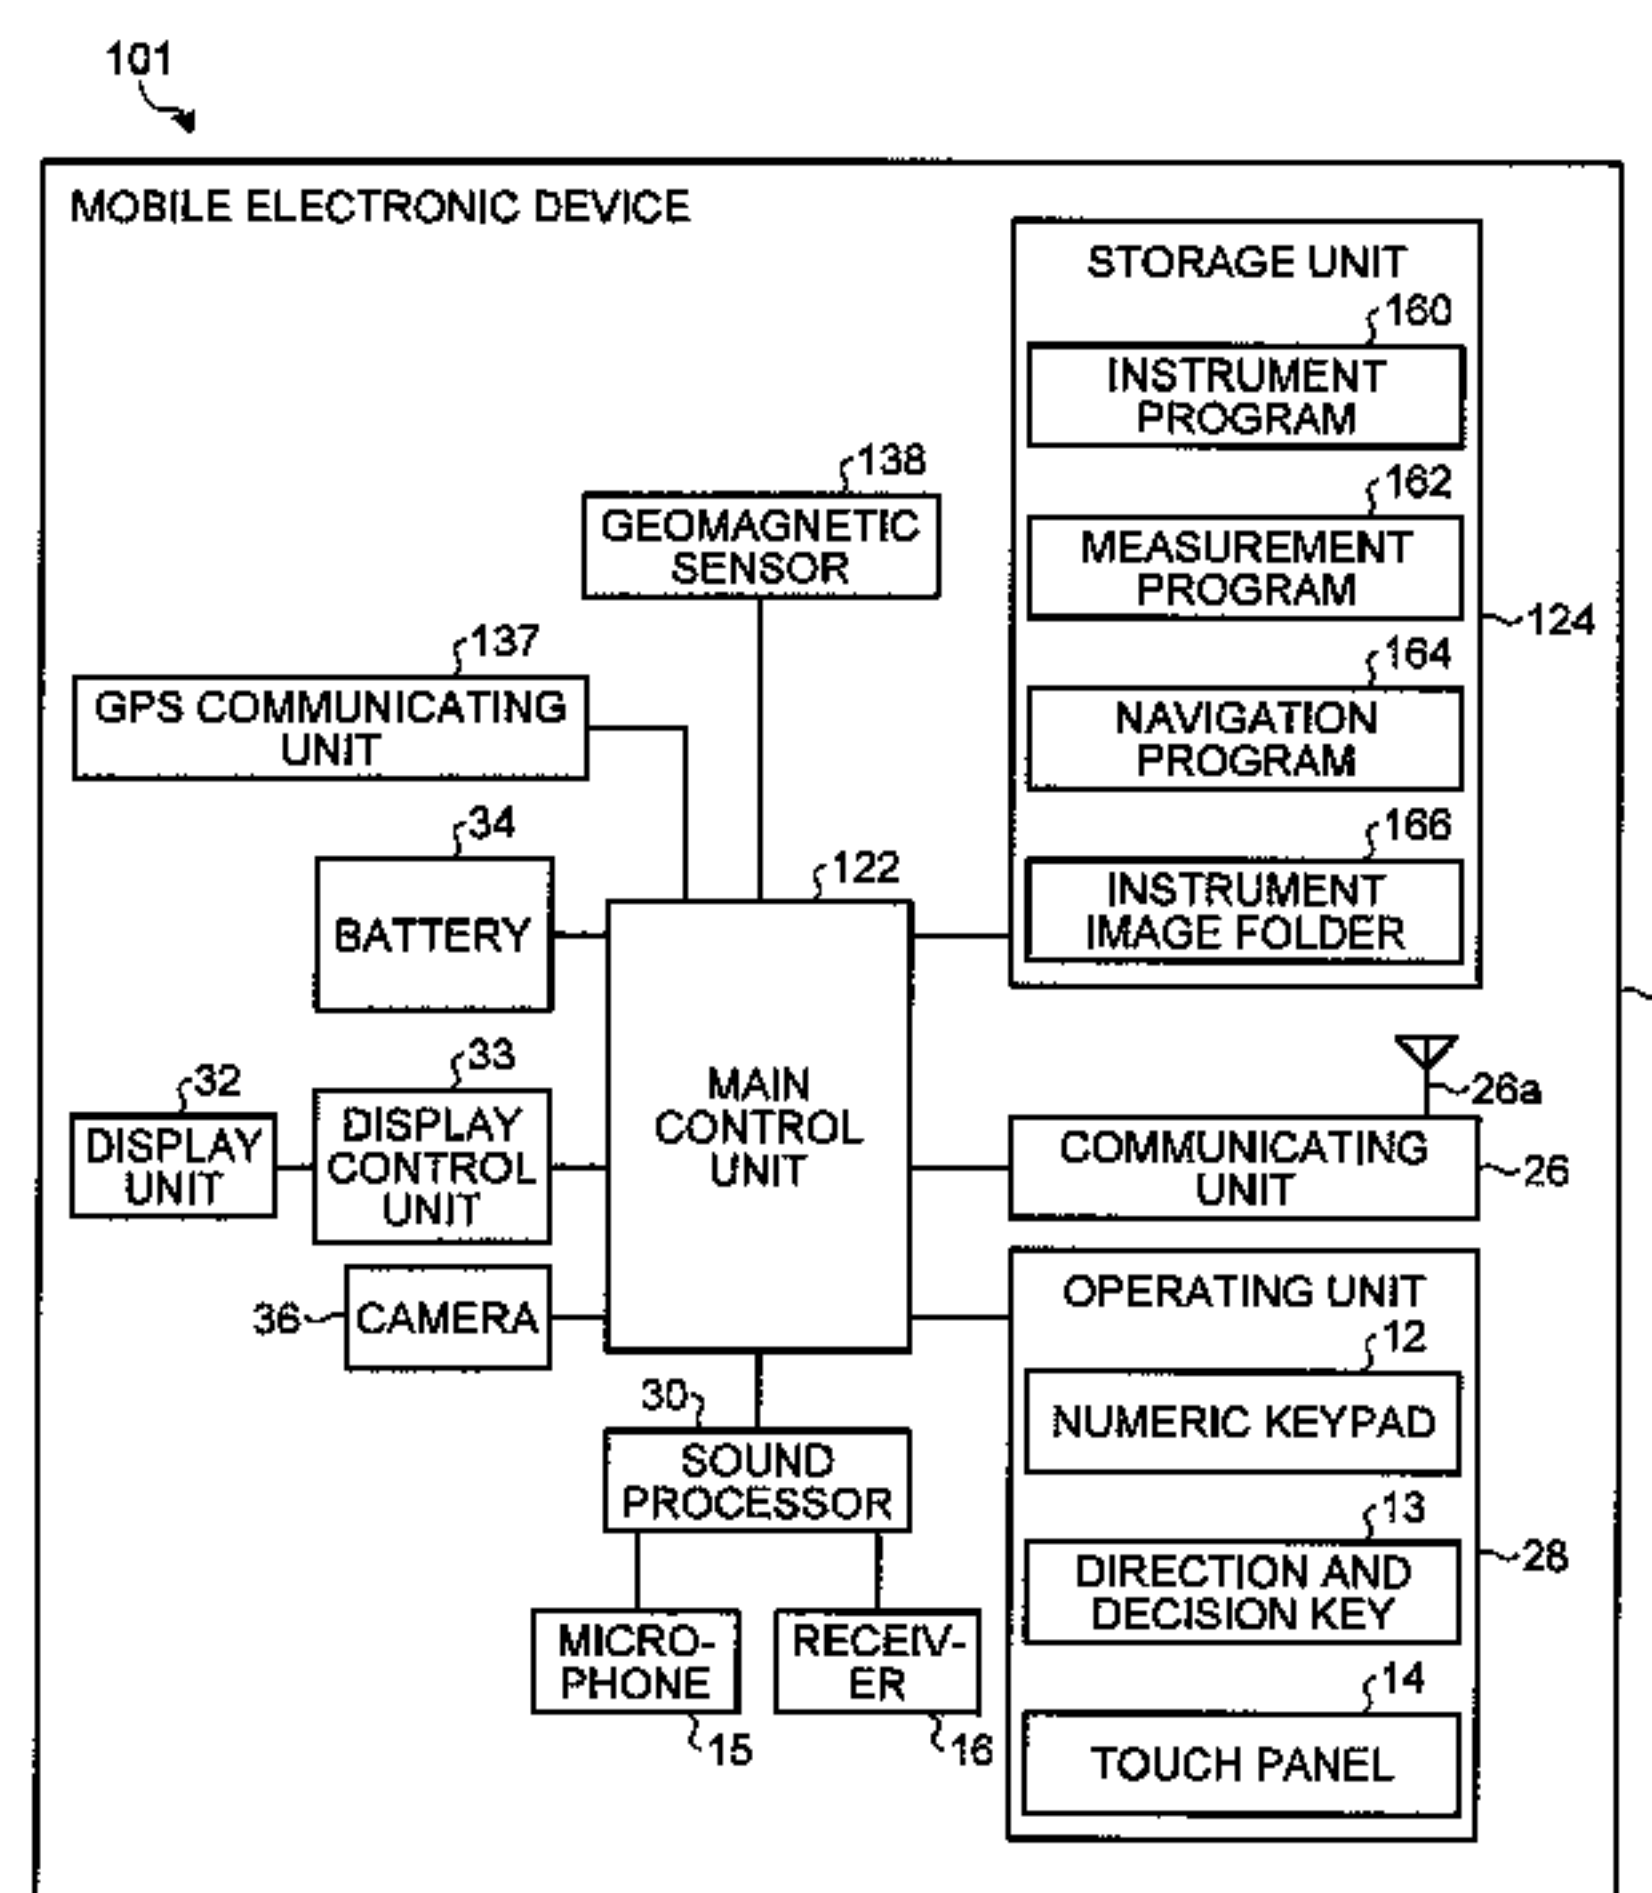 101
MOBILE ELECTRONIC DEVICE
STORAGE UNIT
160
INSTRUMENT
PROGRAM
162
MEASUREMENT
PROGRAM
124
164
NAVIGATION
PROGRAM
166
INSTRUMENT
IMAGE FOLDER
138
GEOMAGNETIC
SENSOR
137
GPS COMMUNICATING
UNIT
34
BATTERY
122
MAIN
CONTROL
UNIT
32
DISPLAY
UNIT
33
DISPLAY
CONTROL
UNIT
26a
COMMUNICATING
UNIT
26
36
CAMERA
OPERATING UNIT
12
NUMERIC KEYPAD
13
DIRECTION AND
DECISION KEY
28
14
TOUCH PANEL
30
SOUND
PROCESSOR
MICRO-
PHONE
15
RECEIV-
ER
16